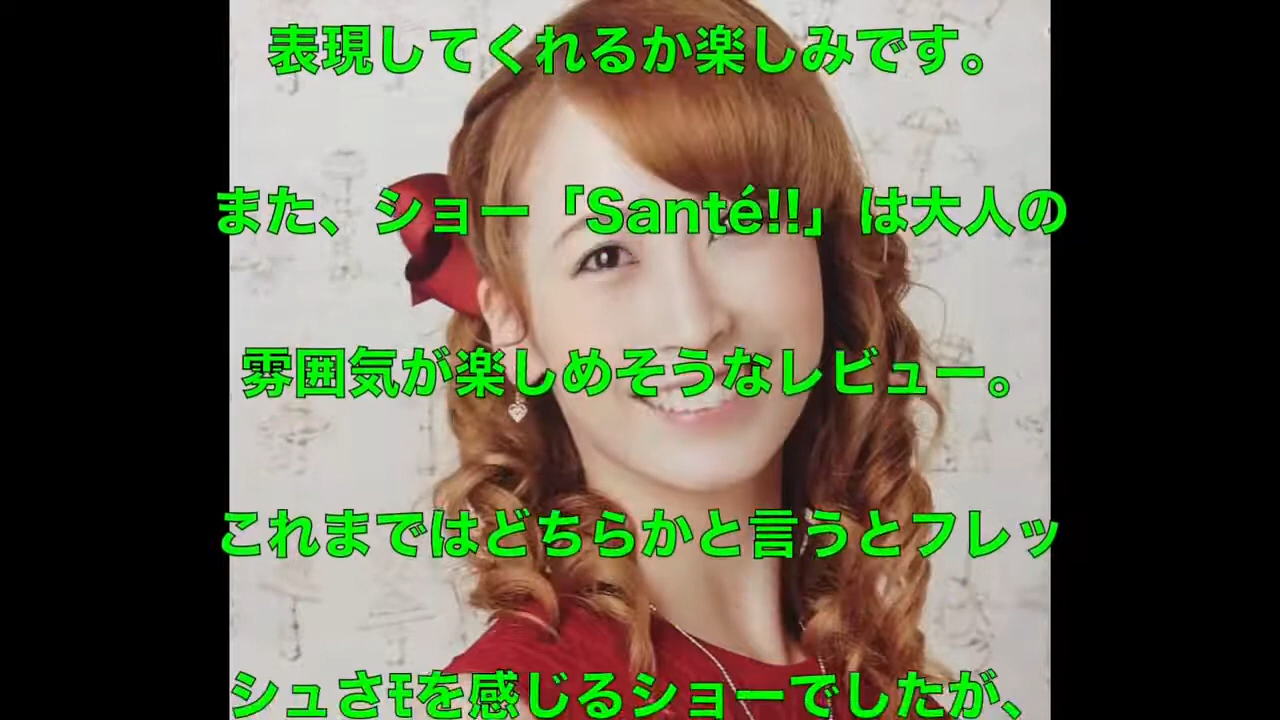 表現してくれるか楽しみです。
また、ショー「Santé!!」は大人の
雰囲気が楽しめそうなレビュー。
これまではどちらかと言うとフレッ
シュさﾓを感じるショーでしたが、